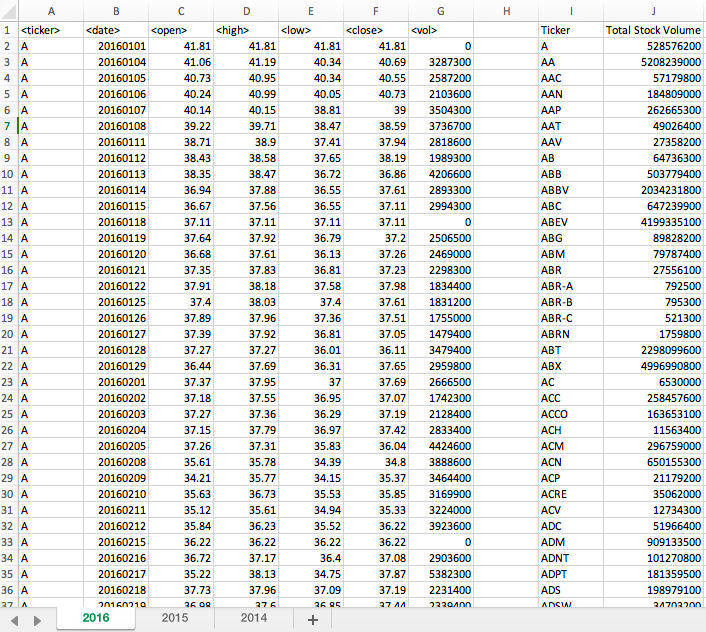 A B C D E F G H I J
1 <ticker> <date> <open> <high> <low> <close> <vol> Ticker Total Stock Volume
2 A 20160101 41.81 41.81 41.81 41.81 0 A 528576200
3 A 20160104 41.06 41.19 40.34 40.69 3287300 AA 5208239000
4 A 20160105 40.73 40.95 40.34 40.55 2587200 AAC 57179800
5 A 20160106 40.24 40.99 40.05 40.73 2103600 AAN 184809000
6 A 20160107 40.14 40.15 38.81 39 3504300 AAP 262665300
7 A 20160108 39.22 39.71 38.47 38.59 3736700 AAT 49026400
8 A 20160111 38.71 38.9 37.41 37.94 2818600 AAV 27358200
9 A 20160112 38.43 38.58 37.65 38.19 1989300 AB 64736300
10 A 20160113 38.35 38.47 36.72 36.86 4206600 ABB 503779400
11 A 20160114 36.94 37.88 36.55 37.61 2893300 ABBV 2034231800
12 A 20160115 36.67 37.56 36.55 37.11 2994300 ABC 647239900
13 A 20160118 37.11 37.11 37.11 37.11 0 ABEV 4199335100
14 A 20160119 37.64 37.92 36.79 37.2 2506500 ABG 89828200
15 A 20160120 36.68 37.61 36.13 37.26 2469000 ABM 79787400
16 A 20160121 37.35 37.83 36.81 37.23 2298300 ABR 27556100
17 A 20160122 37.91 38.18 37.58 37.98 1834400 ABR-A 792500
18 A 20160125 37.4 38.03 37.4 37.61 1831200 ABR-B 795300
19 A 20160126 37.89 37.96 37.36 37.51 1755000 ABR-C 521300
20 A 20160127 37.39 37.92 36.81 37.05 1479400 ABRN 1759800
21 A 20160128 37.27 37.27 36.01 36.11 3479400 ABT 2298099600
22 A 20160129 36.44 37.69 36.31 37.65 2959800 ABX 4996990800
23 A 20160201 37.37 37.95 37 37.69 2666500 AC 6530000
24 A 20160202 37.18 37.55 36.95 37.07 1742300 ACC 258457600
25 A 20160203 37.27 37.36 36.29 37.19 2128400 ACCO 163653100
26 A 20160204 37.15 37.79 36.97 37.42 2833400 ACH 11563400
27 A 20160205 37.26 37.31 35.83 36.04 4424600 ACM 296759000
28 A 20160208 35.61 35.78 34.39 34.8 3888600 ACN 650155300
29 A 20160209 34.21 35.77 34.15 35.37 3464400 ACP 21179200
30 A 20160210 35.63 36.73 35.53 35.85 3169900 ACRE 35062000
31 A 20160211 35.12 35.61 34.94 35.33 3224000 ACV 12734300
32 A 20160212 35.84 36.23 35.52 36.22 3923600 ADC 51966400
33 A 20160215 36.22 36.22 36.22 36.22 0 ADM 909133500
34 A 20160216 36.72 37.17 36.4 37.08 2903600 ADNT 101270800
35 A 20160217 35.22 38.13 34.75 37.87 5382300 ADPT 181359500
36 A 20160218 37.73 37.96 37.09 37.19 2231400 ADS 198979100
37 A 20160219 36.98 37.6 36.85 37.44 2339400 ADSW 34703200
2016 2015 2014 +